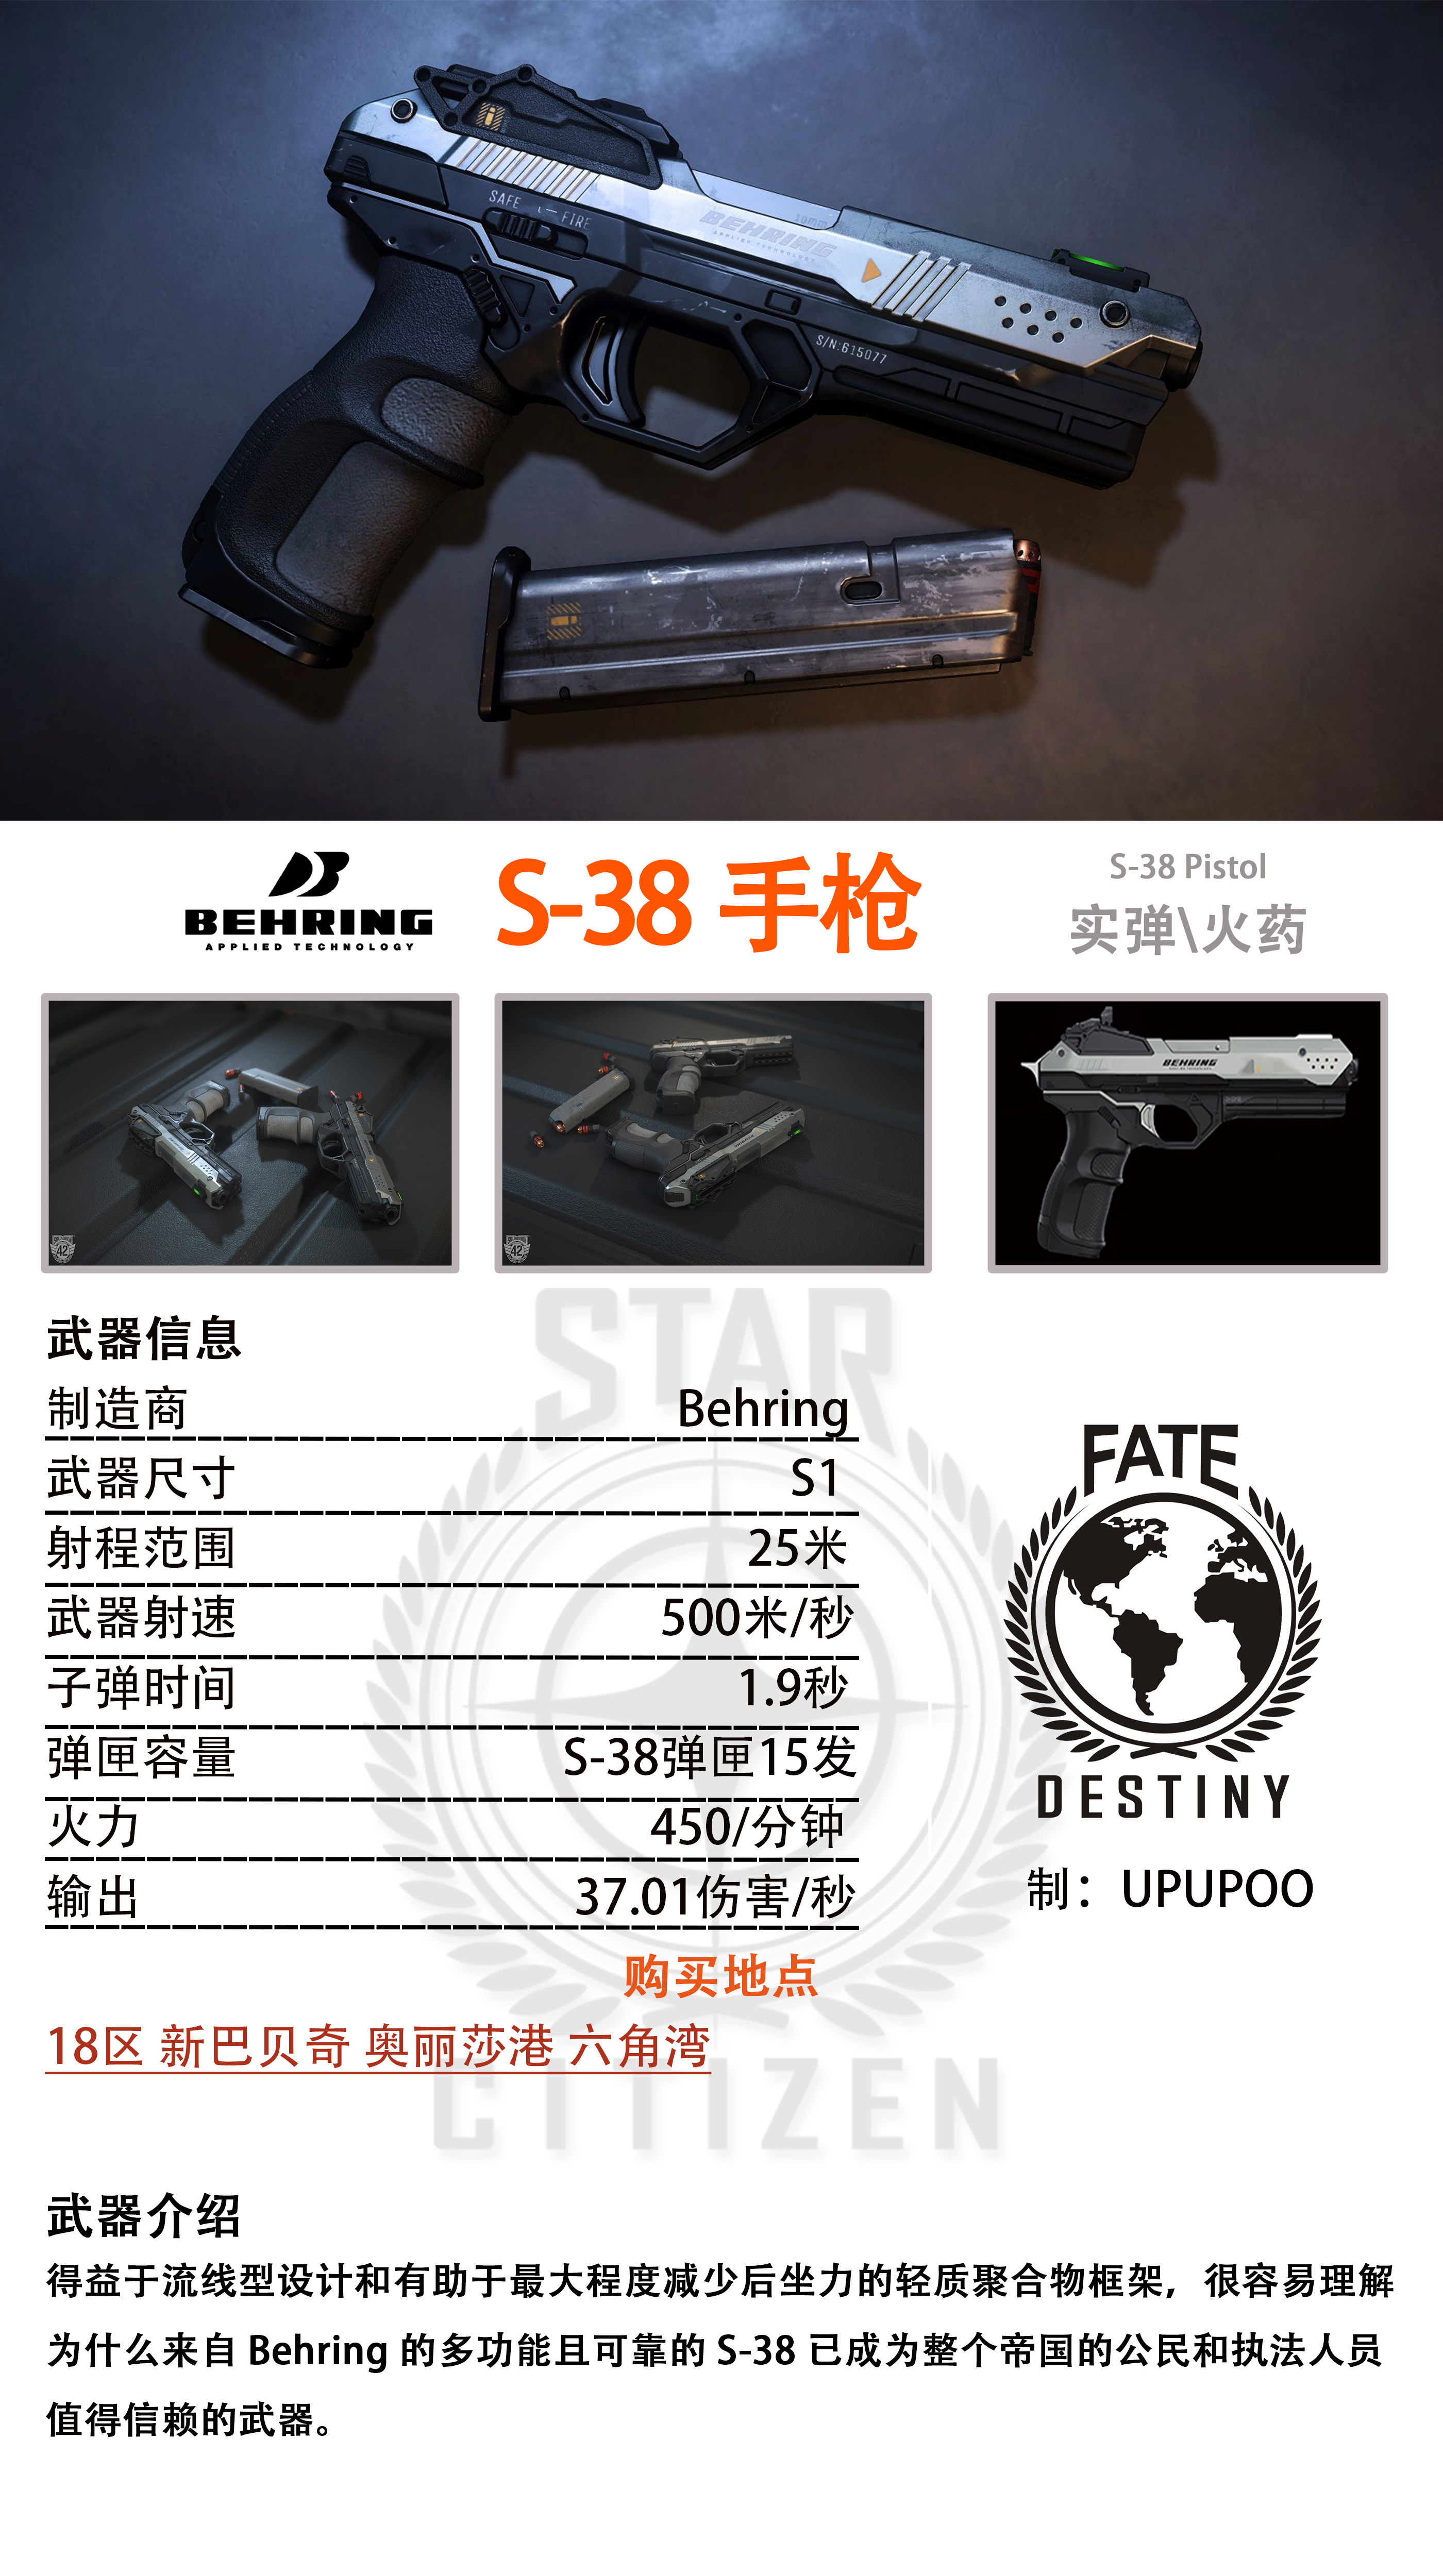 SAFE FIRE
BEHRING
APPLIED TECHNOLOGY
10mm
S/N:615077
BEHRING
APPLIED TECHNOLOGY
S-38 手枪
S-38 Pistol
实弹\火药
42
42
BEHRING
武器信息
制造商 Behring
武器尺寸 S1
射程范围 25米
武器射速 500米/秒
子弹时间 1.9秒
弹匣容量 S-38弹匣15发
火力 450/分钟
输出 37.01伤害/秒
STAR
CITIZEN
FATE
DESTINY
制：UPUPOO
购买地点
18区 新巴贝奇 奥丽莎港 六角湾
武器介绍
得益于流线型设计和有助于最大程度减少后坐力的轻质聚合物框架，很容易理解
为什么来自 Behring 的多功能且可靠的 S-38 已成为整个帝国的公民和执法人员
值得信赖的武器。